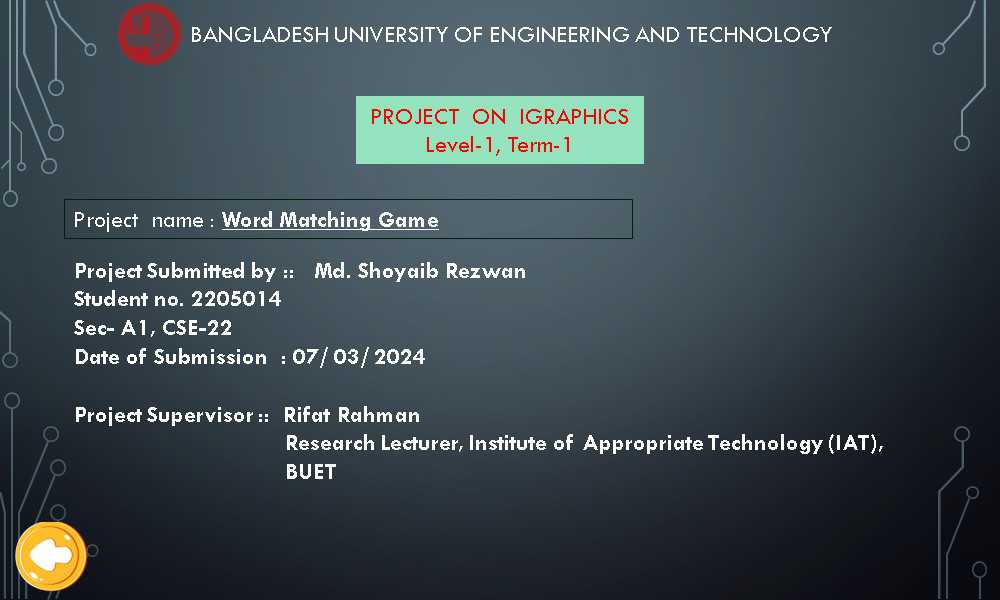 BANGLADESH UNIVERSITY OF ENGINEERING AND TECHNOLOGY
PROJECT ON IGRAPHICS
Level-1, Term-1
Project name : Word Matching Game
Project Submitted by :: Md. Shoyaib Rezwan
Student no. 2205014
Sec- A1, CSE-22
Date of Submission : 07/ 03/ 2024
Project Supervisor :: Rifat Rahman
Research Lecturer, Institute of Appropriate Technology (IAT),
BUET